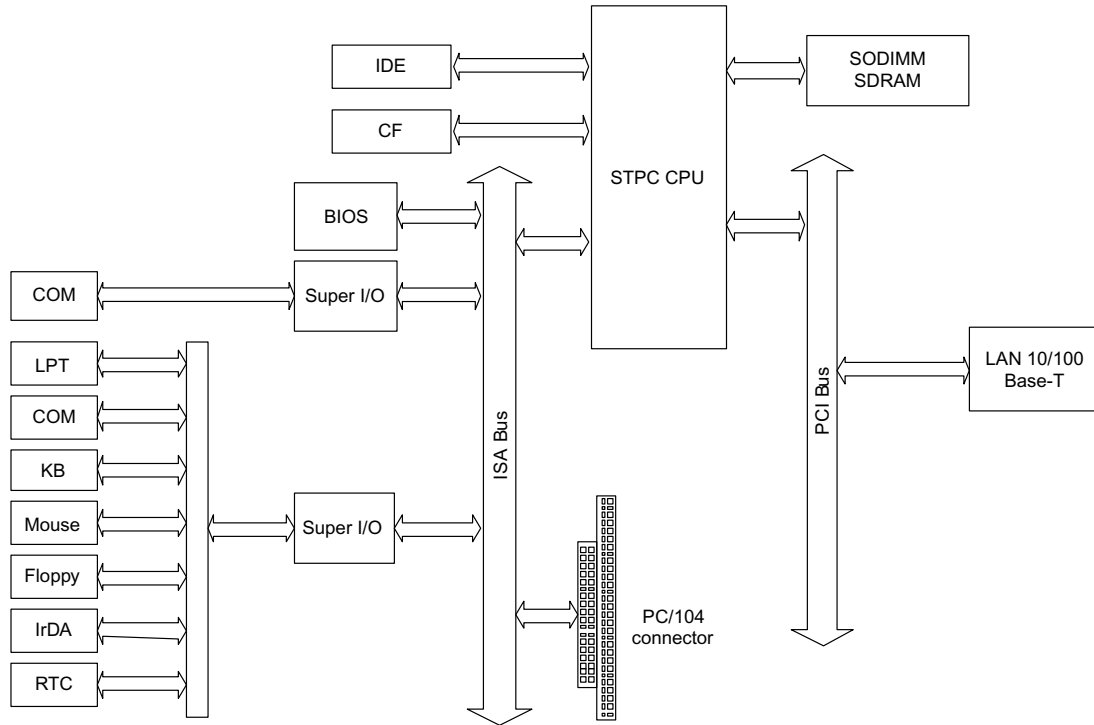 IDE
SODIMM
SDRAM
CF
STPC CPU
BIOS
COM
Super I/O
LPT
LAN 10/100
Base-T
COM
ISA Bus
PCI Bus
KB
Mouse
Super I/O
Floppy
IrDA
PC/104
connector
RTC